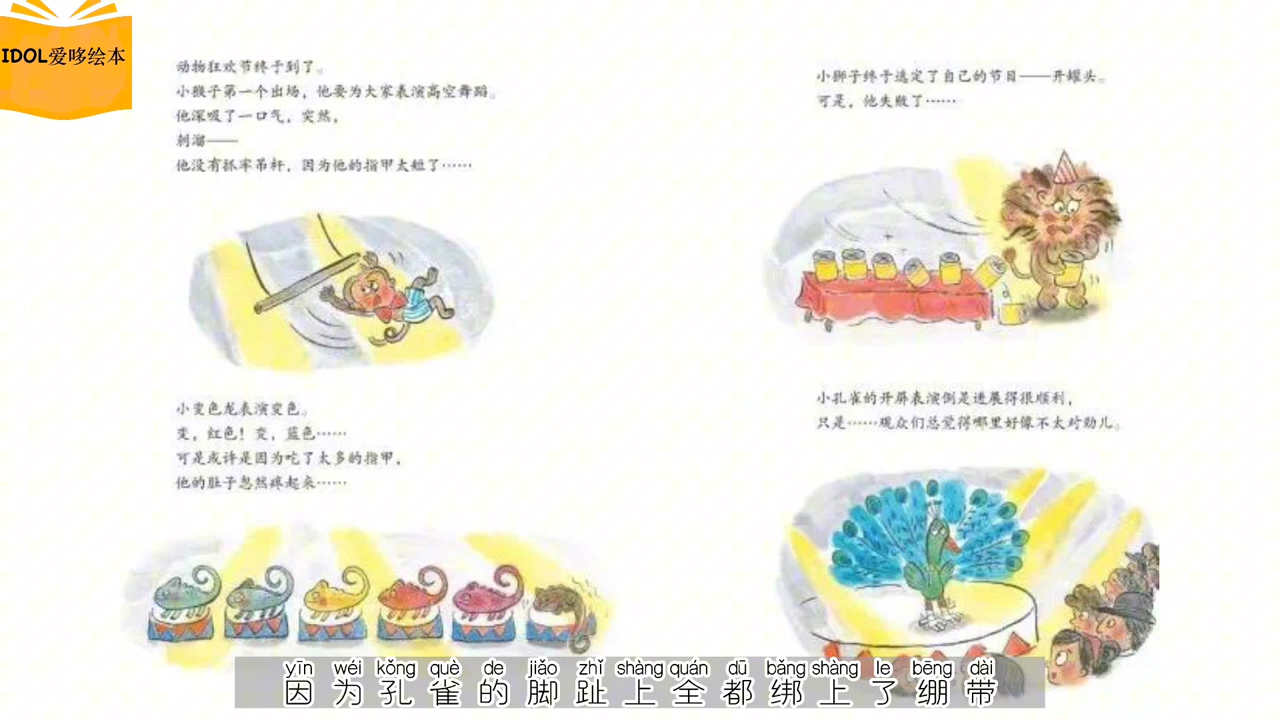 IDOL爱哆绘本
动物狂欢节终于到了。
小猴子第一个出场，他要为大家表演高空舞蹈。
他深吸了一口气，突然，
刺溜——
他没有抓牢吊杆，因为他的指甲太短了……
小变色龙表演变色。
变，红色！变，蓝色……
可是或许是因为吃了太多的指甲，
他的肚子忽然疼起来……
小狮子终于选定了自己的节目——开罐头。
可是，他失败了……
小孔雀的开屏表演倒是进展得很顺利，
只是……观众们总觉得哪里好像不太对劲儿。
yīn wéi kǒng què de jiǎo zhǐ shàng quán dū bǎng shàng le bēng dài
因为孔雀的脚趾上全都绑上了绷带